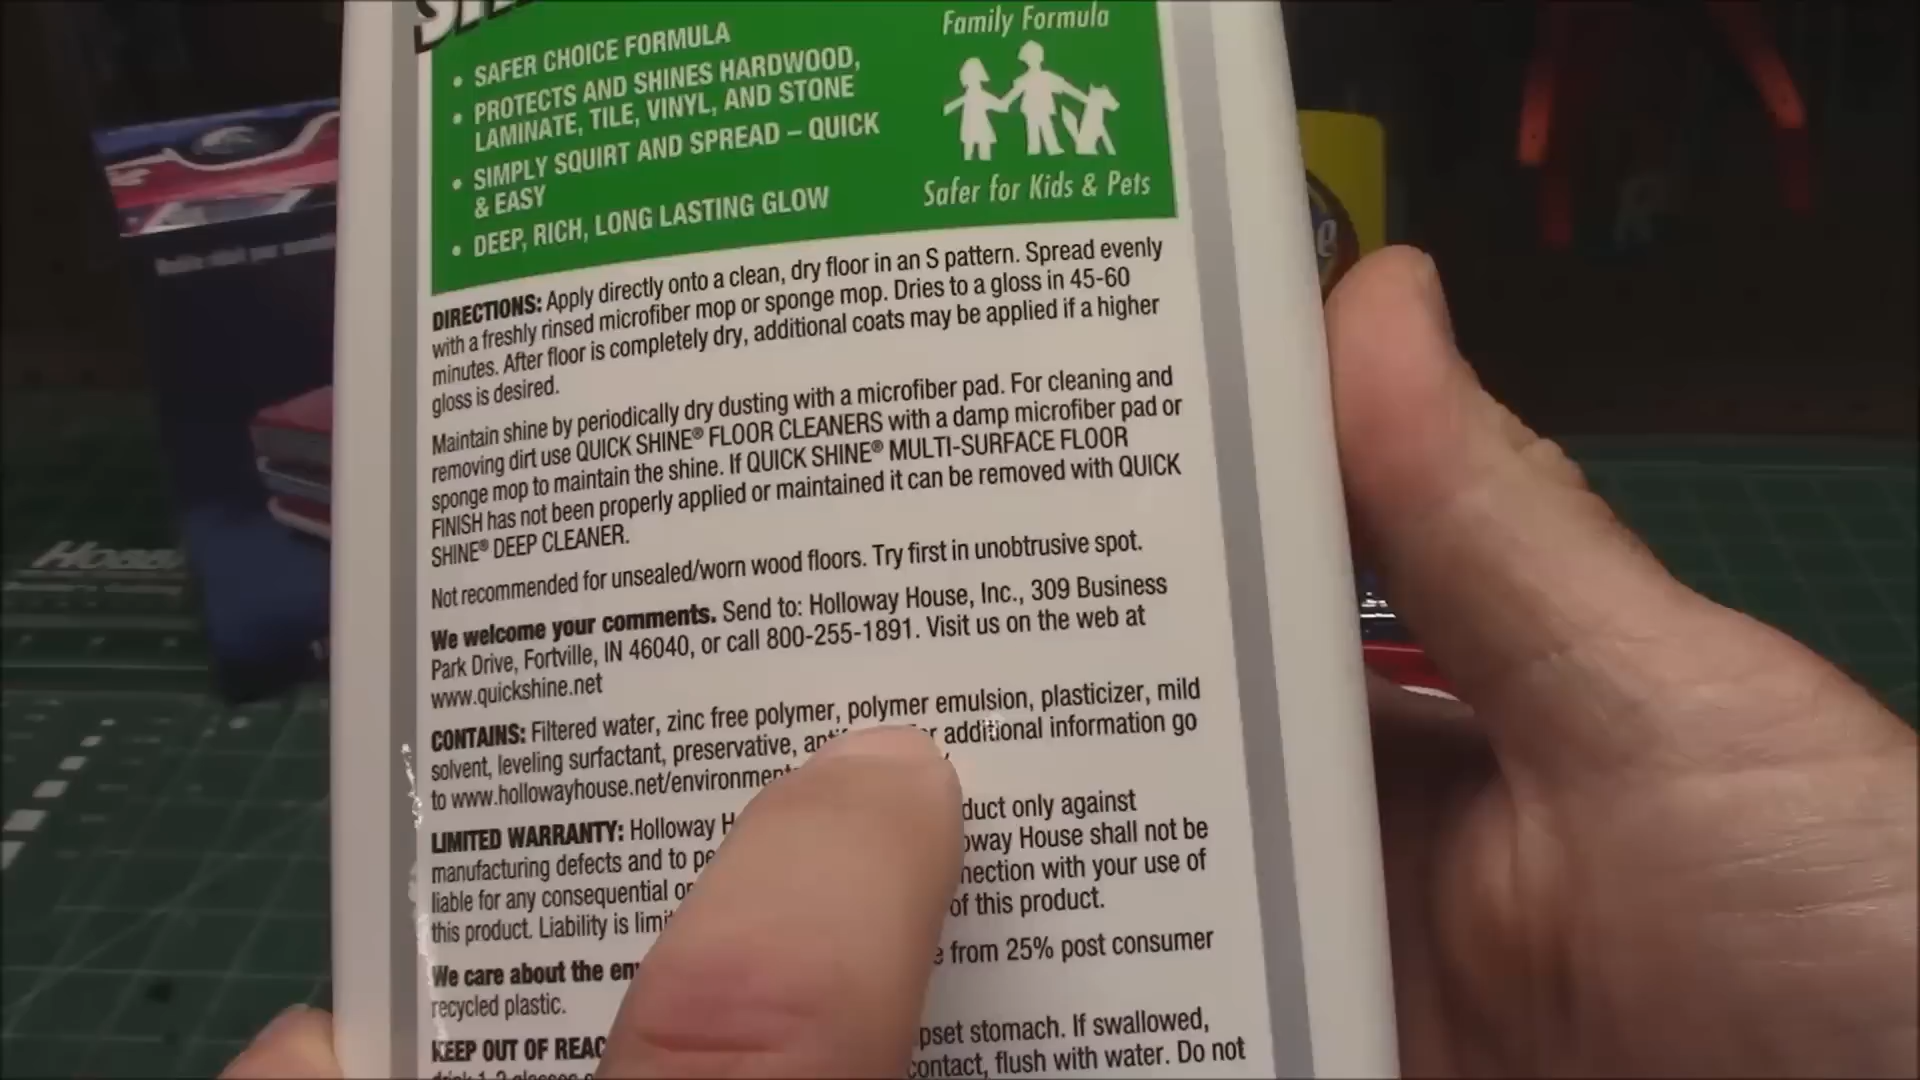 Family Formula
• SAFER CHOICE FORMULA
• PROTECTS AND SHINES HARDWOOD,
LAMINATE, TILE, VINYL, AND STONE
• SIMPLY SQUIRT AND SPREAD – QUICK
& EASY
• DEEP, RICH, LONG LASTING GLOW
Safer for Kids & Pets
DIRECTIONS: Apply directly onto a clean, dry floor in an S pattern. Spread evenly
with a freshly rinsed microfiber mop or sponge mop. Dries to a gloss in 45-60
minutes. After floor is completely dry, additional coats may be applied if a higher
gloss is desired.
Maintain shine by periodically dry dusting with a microfiber pad. For cleaning and
removing dirt use QUICK SHINE® FLOOR CLEANERS with a damp microfiber pad or
sponge mop to maintain the shine. If QUICK SHINE® MULTI-SURFACE FLOOR
FINISH has not been properly applied or maintained it can be removed with QUICK
SHINE® DEEP CLEANER.
Not recommended for unsealed/worn wood floors. Try first in unobtrusive spot.
We welcome your comments. Send to: Holloway House, Inc., 309 Business
Park Drive, Fortville, IN 46040, or call 800-255-1891. Visit us on the web at
www.quickshine.net
CONTAINS: Filtered water, zinc free polymer, polymer emulsion, plasticizer, mild
solvent, leveling surfactant, preservative, additional information go
to www.hollowayhouse.net/environment
LIMITED WARRANTY: Holloway only against
manufacturing defects and to House shall not be
liable for any consequential or with your use of
this product. Liability is of this product.
We care about the from 25% post consumer
recycled plastic.
KEEP OUT OF stomach. If swallowed,
flush with water. Do not